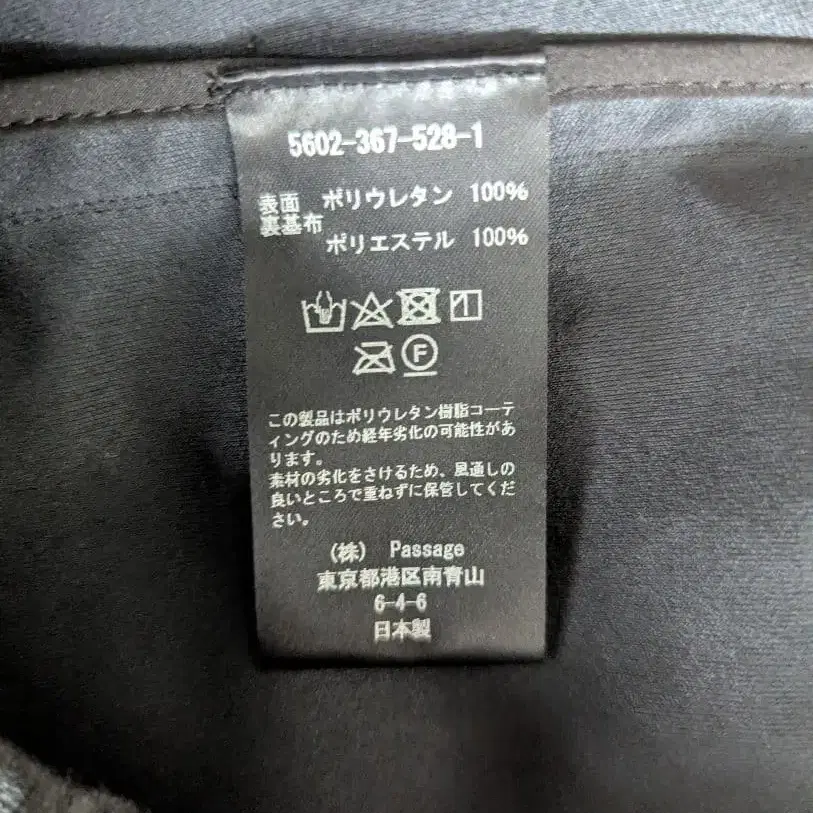 5602-367-528-1
表面 ポリウレタン 100%
裏基布
ポリエステル 100%
F
この製品はポリウレタン樹脂コーテ
ィングのため経年劣化の可能性があ
ります。
素材の劣化をさけるため、風通しの
良いところで重ねずに保管してくだ
さい。
(株) Passage
東京都港区南青山
6-4-6
日本製